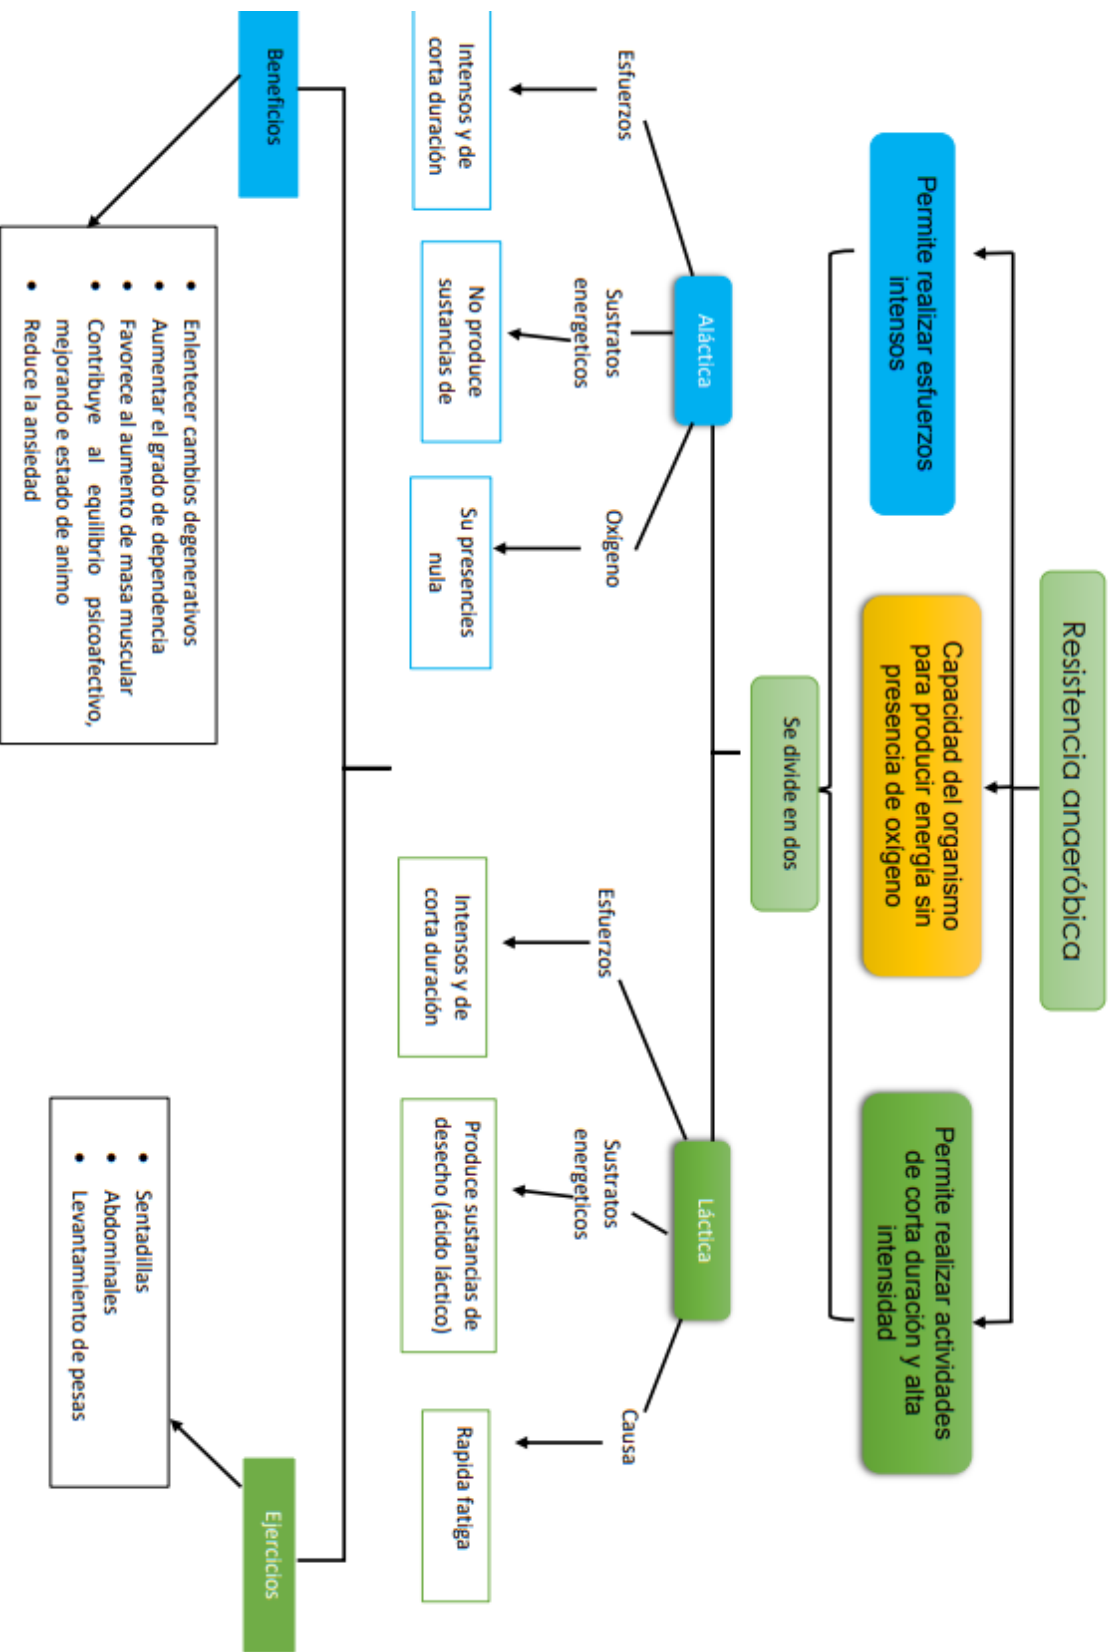 Resistencia anaeróbica
Permite realizar esfuerzos
intensos
Capacidad del organismo
para producir energía sin
presencia de oxígeno
Permite realizar actividades
de corta duración y alta
intensidad
Se divide en dos
Aláctica
Láctica
Esfuerzos
Sustratos
energeticos
Oxígeno
Esfuerzos
Sustratos
energeticos
Causa
Intensos y de
corta duración
No produce
sustancias de
Su presencies
nula
Intensos y de
corta duración
Produce sustancias de
desecho (ácido láctico)
Rapida fatiga
Beneficios
Ejercicios
• Enlentecer cambios degenerativos
• Aumentar el grado de dependencia
• Favorece al aumento de masa muscular
• Contribuye al equilibrio psicoafectivo,
mejorando e estado de animo
• Reduce la ansiedad
• Sentadillas
• Abdominales
• Levantamiento de pesas